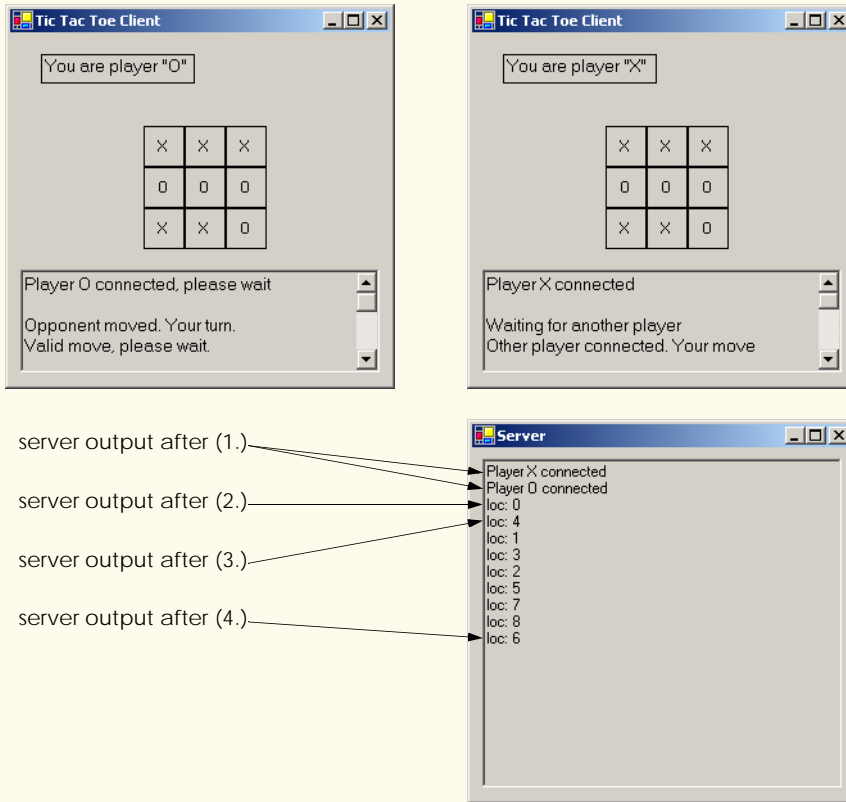 Tic Tac Toe Client
You are player "O"
X X X
O O O
X X O
Player O connected, please wait
Opponent moved. Your turn.
Valid move, please wait.
Tic Tac Toe Client
You are player "X"
X X X
O O O
X X O
Player X connected
Waiting for another player
Other player connected. Your move
server output after (1.)
server output after (2.)
server output after (3.)
server output after (4.)
Server
Player X connected
Player O connected
loc: 0
loc: 4
loc: 1
loc: 3
loc: 2
loc: 5
loc: 7
loc: 8
loc: 6